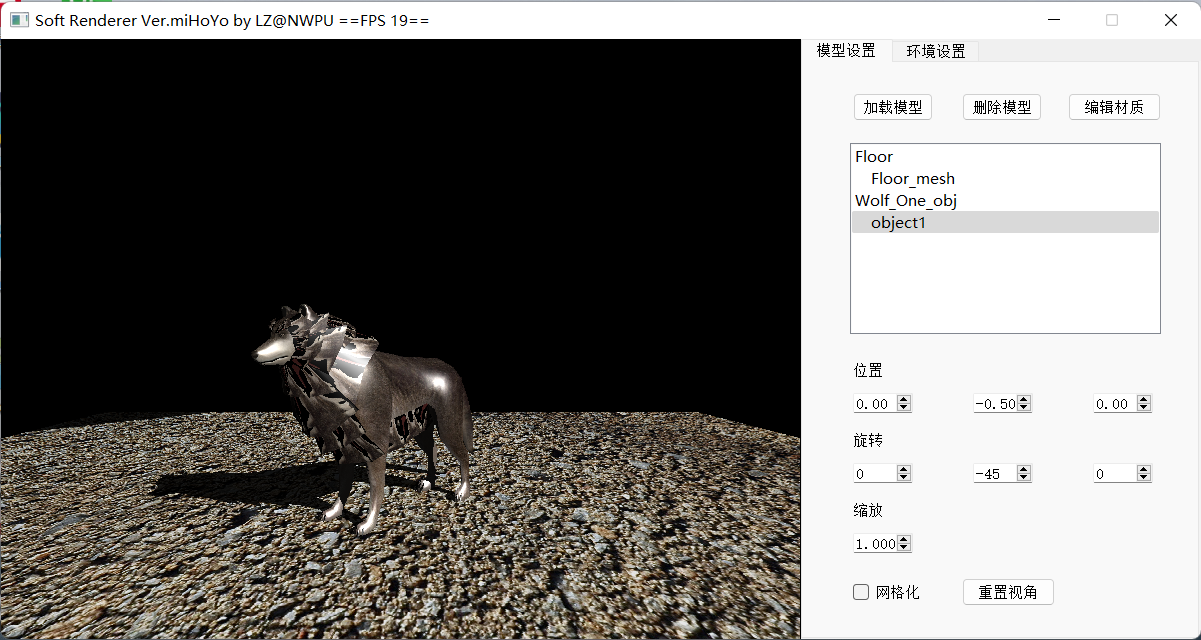 Soft Renderer Ver.miHoYo by LZ@NWPU ==FPS 19==
模型设置 环境设置
加载模型 删除模型 编辑材质
Floor
Floor_mesh
Wolf_One_obj
object1
位置
0.00 -0.50 0.00
旋转
0 -45 0
缩放
1.000
网格化 重置视角